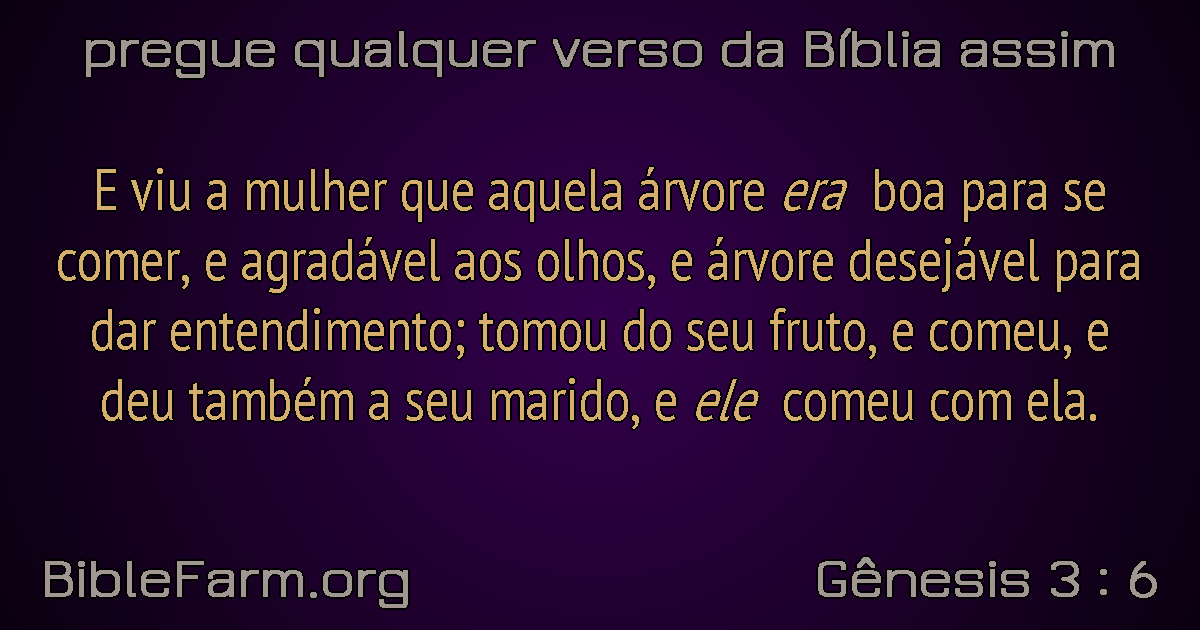 pregue qualquer verso da Bíblia assim
E viu a mulher que aquela árvore era boa para se
comer, e agradável aos olhos, e árvore desejável para
dar entendimento; tomou do seu fruto, e comeu, e
deu também a seu marido, e ele comeu com ela.
BibleFarm.org
Gênesis 3 : 6